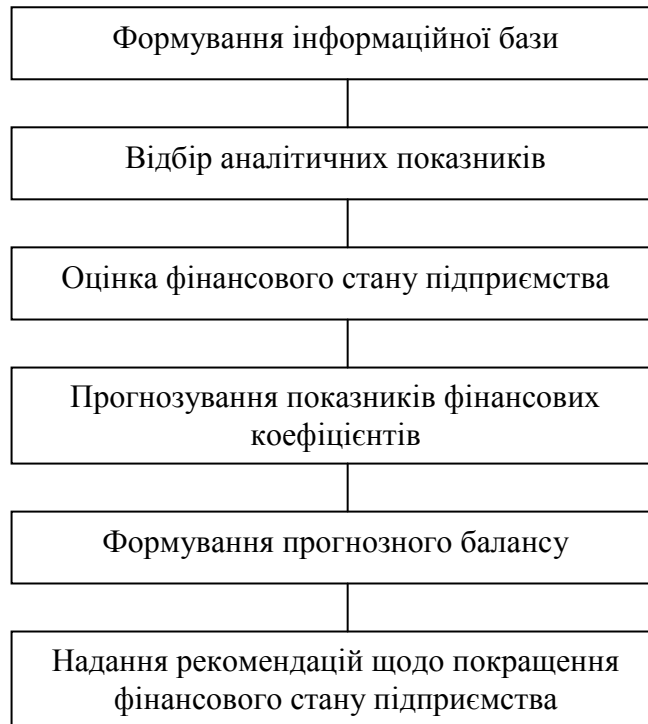 Формування інформаційної бази
Відбір аналітичних показників
Оцінка фінансового стану підприємства
Прогнозування показників фінансових
коефіцієнтів
Формування прогнозного балансу
Надання рекомендацій щодо покращення
фінансового стану підприємства